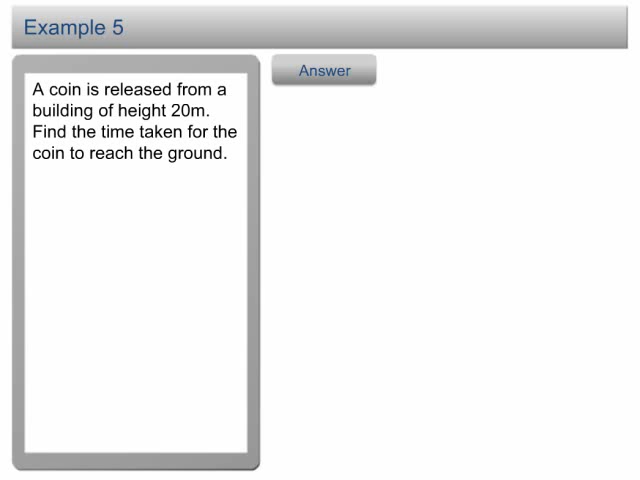 Example 5
A coin is released from a
building of height 20m.
Find the time taken for the
coin to reach the ground.
Answer